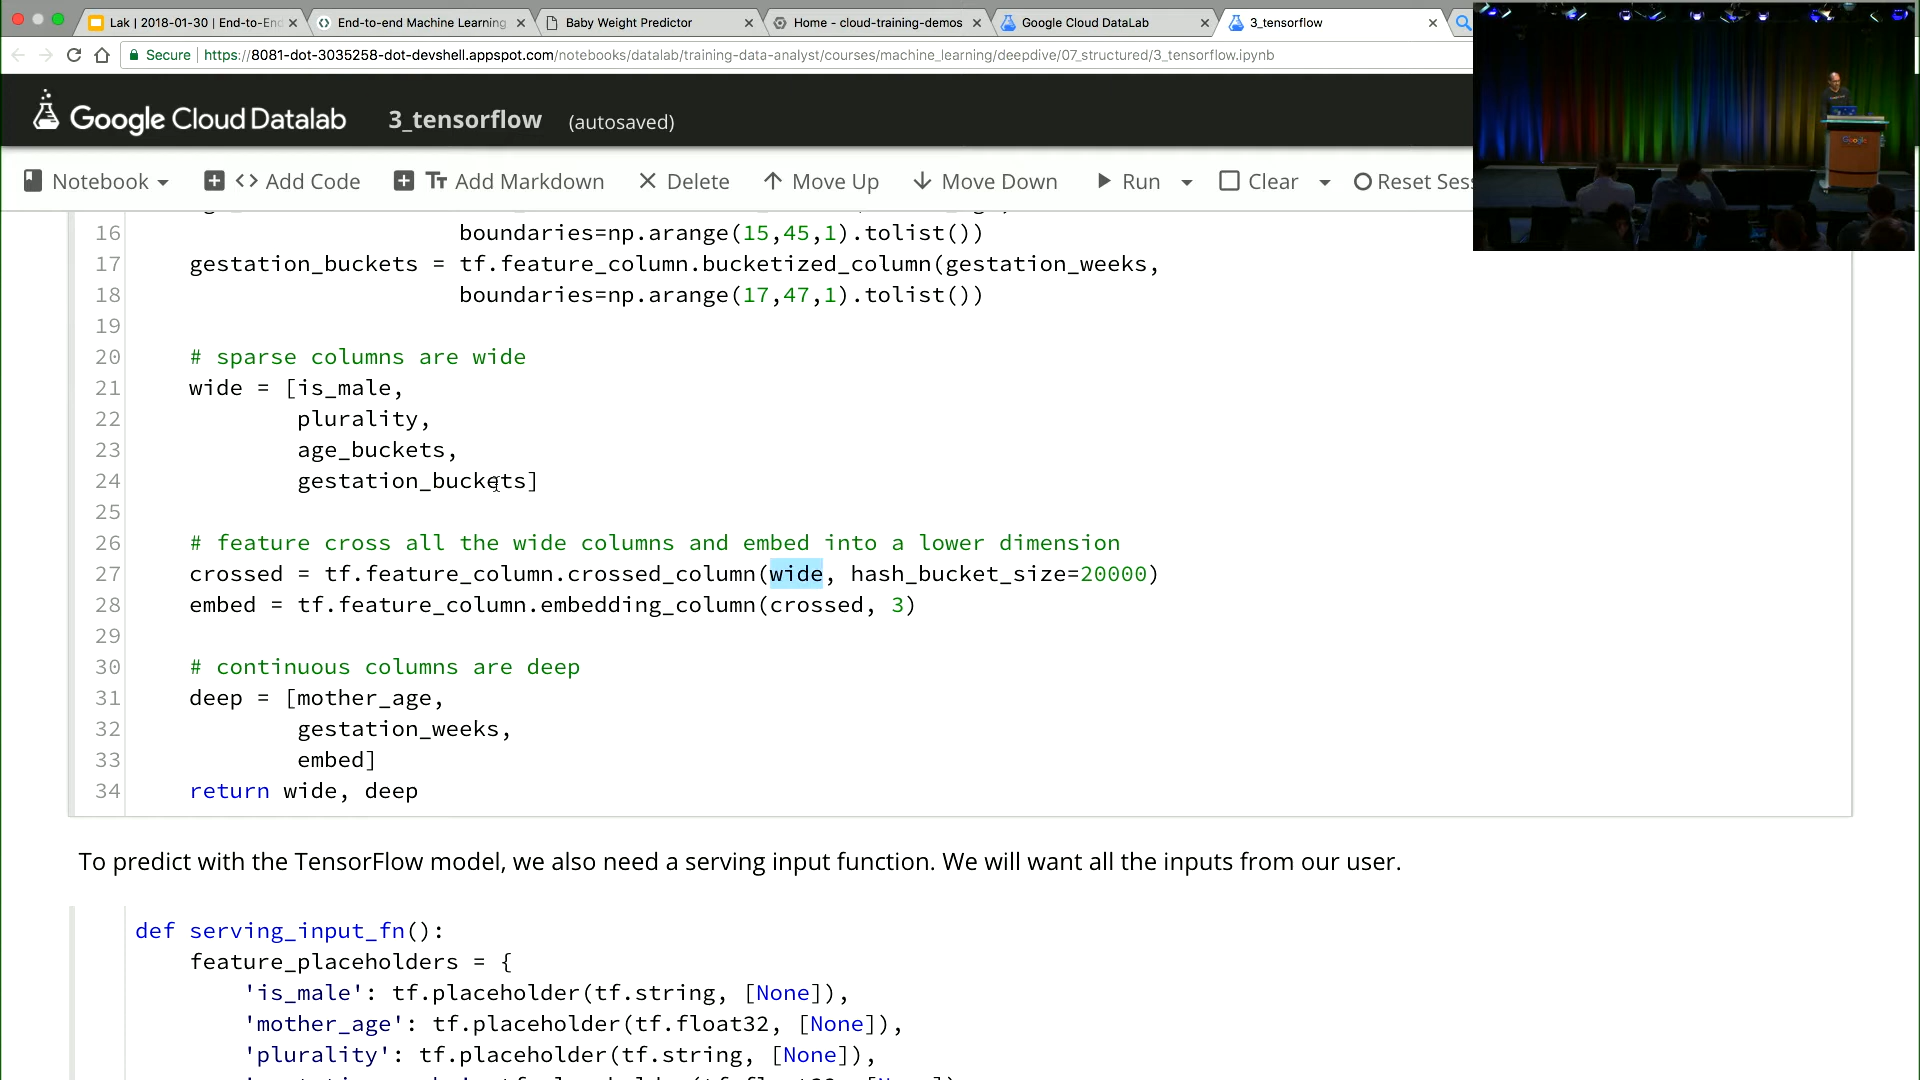 Lak | 2018-01-30 | End-to-End
End-to-end Machine Learning
Baby Weight Predictor
Home - cloud-training-demos
Google Cloud DataLab
3_tensorflow
Secure | https://8081-dot-3035258-dot-devshell.appspot.com/notebooks/datalab/training-data-analyst/courses/machine_learning/deepdive/07_structured/3_tensorflow.ipynb
Google Cloud Datalab 3_tensorflow (autosaved)
Notebook <> Add Code Tт Add Markdown Delete Move Up Move Down Run Clear Reset Sess
16 boundaries=np.arange(15,45,1).tolist())
17 gestation_buckets = tf.feature_column.bucketized_column(gestation_weeks,
18 boundaries=np.arange(17,47,1).tolist())
19
20 # sparse columns are wide
21 wide = [is_male,
22 plurality,
23 age_buckets,
24 gestation_buckets]
25
26 # feature cross all the wide columns and embed into a lower dimension
27 crossed = tf.feature_column.crossed_column(wide, hash_bucket_size=20000)
28 embed = tf.feature_column.embedding_column(crossed, 3)
29
30 # continuous columns are deep
31 deep = [mother_age,
32 gestation_weeks,
33 embed]
34 return wide, deep
To predict with the TensorFlow model, we also need a serving input function. We will want all the inputs from our user.
def serving_input_fn():
feature_placeholders = {
'is_male': tf.placeholder(tf.string, [None]),
'mother_age': tf.placeholder(tf.float32, [None]),
'plurality': tf.placeholder(tf.string, [None]),
Google